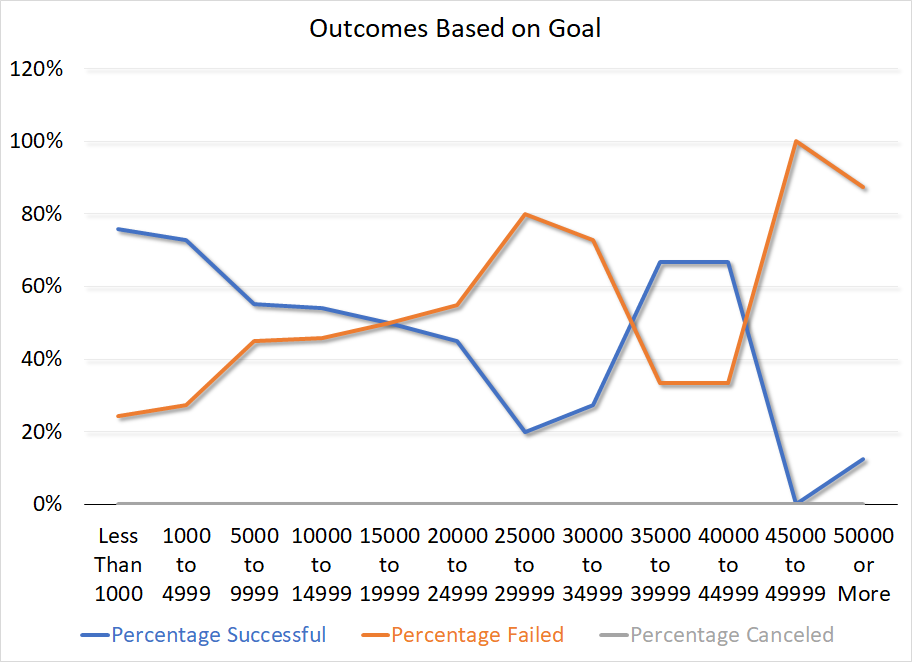 Outcomes Based on Goal
120%
100%
80%
60%
40%
20%
0%
Less 1000 5000 10000 15000 20000 25000 30000 35000 40000 45000 50000
Than to to to to to to to to to to or
1000 4999 9999 14999 19999 24999 29999 34999 39999 44999 49999 More
Percentage Successful Percentage Failed Percentage Canceled